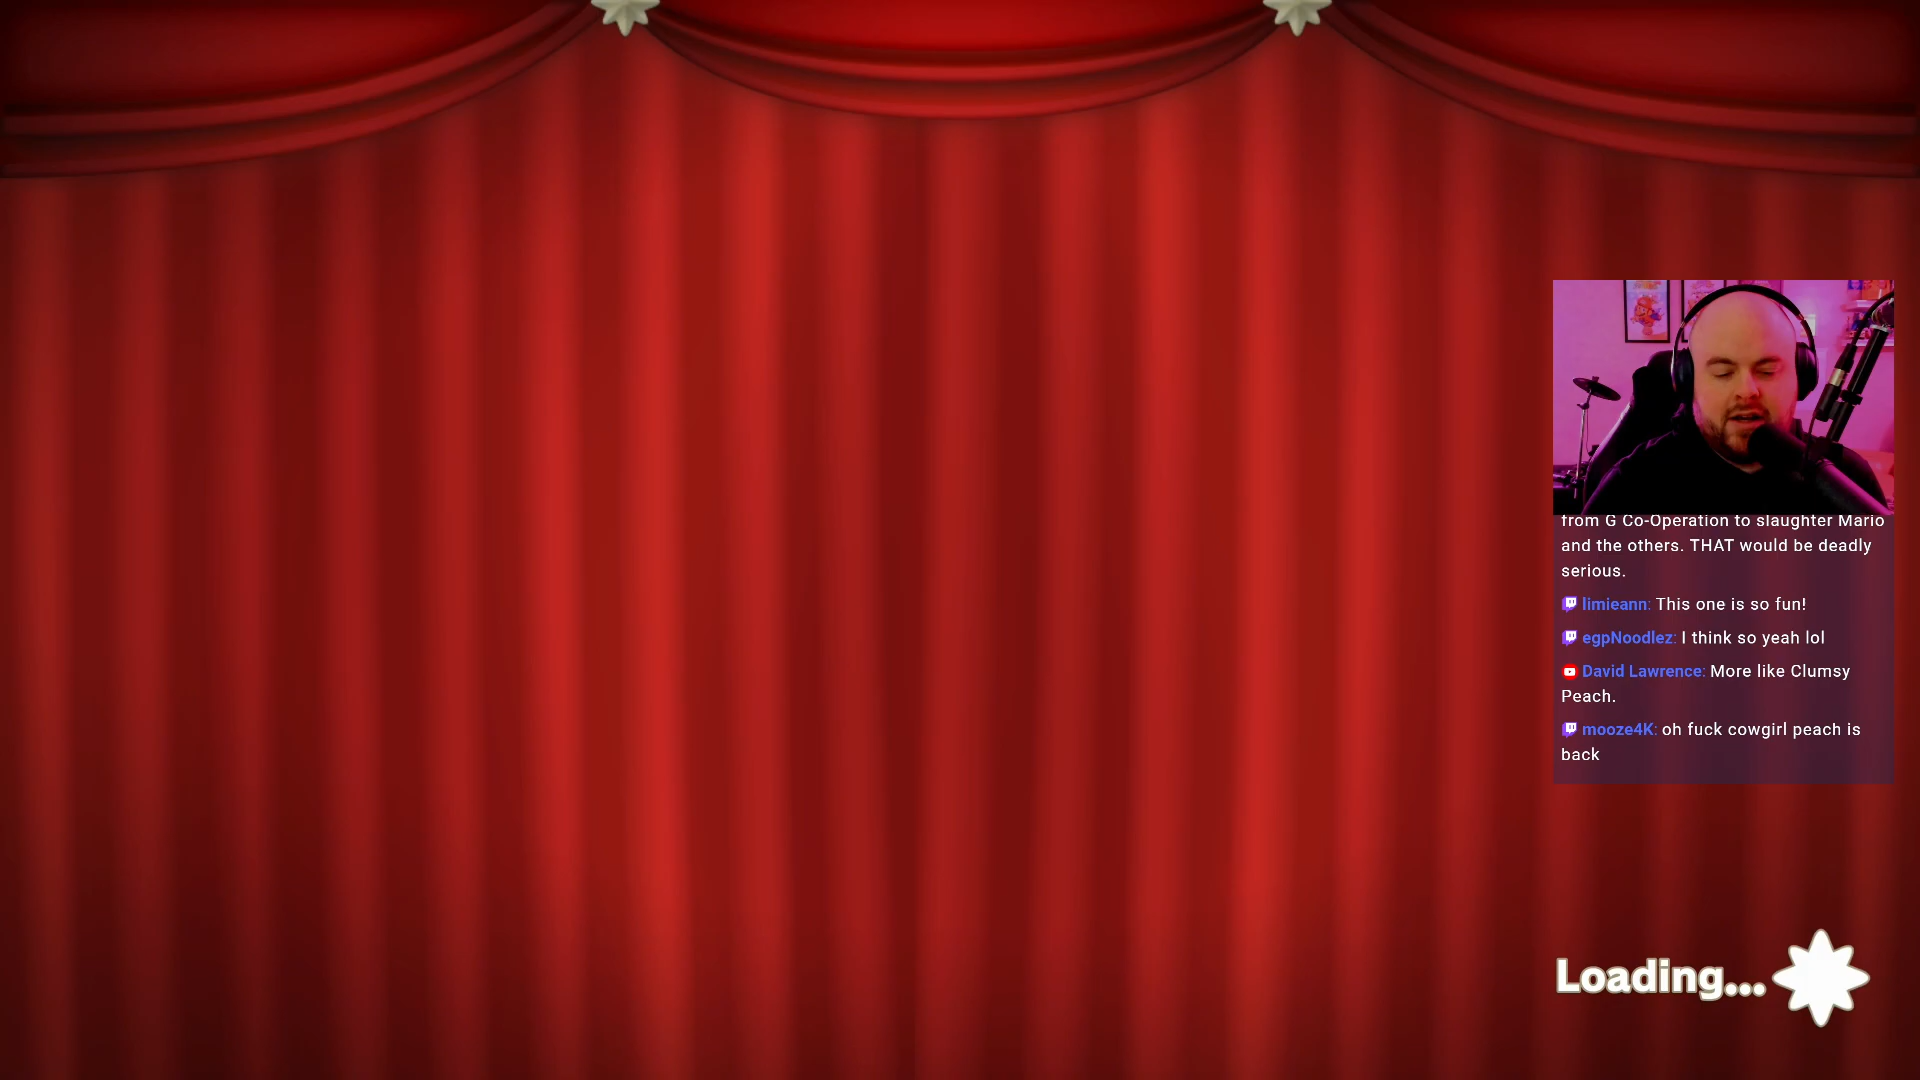 from G Co-Operation to slaughter Mario
and the others. THAT would be deadly
serious.
limieann: This one is so fun!
egpNoodlez: I think so yeah lol
David Lawrence: More like Clumsy
Peach.
mooze4K: oh fuck cowgirl peach is
back
Loading...